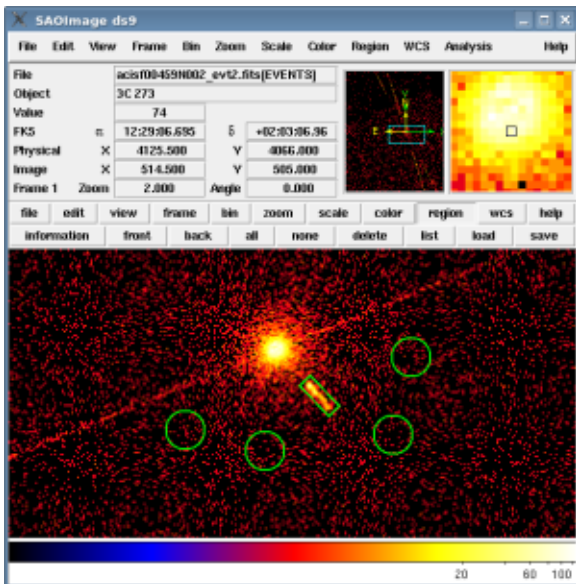 SAOImage ds9
File Edit View Frame Bin Zoom Scale Color Region WCS Analysis Help
File acisf00459N002_evt2.fits[EVENTS]
Object 3C 273
Value 74
FK5 α 12:29:06.695 δ +02:03:06.96
Physical X 4125.500 Y 4066.000
Image X 514.500 Y 505.000
Frame 1 Zoom 2.000 Angle 0.000
E
file edit view frame bin zoom scale color region wcs help
information front back all none delete list load save
20 60 100